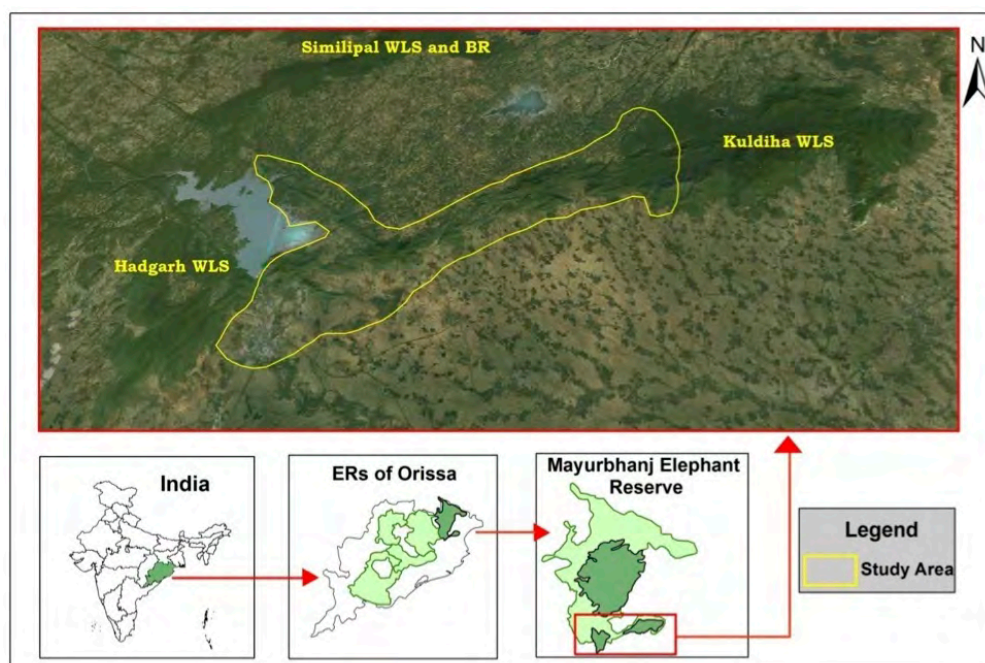 Similipal WLS and BR
N
Kuldiha WLS
Hadgarh WLS
India
ERs of Orissa
Mayurbhanj Elephant
Reserve
Legend
Study Area